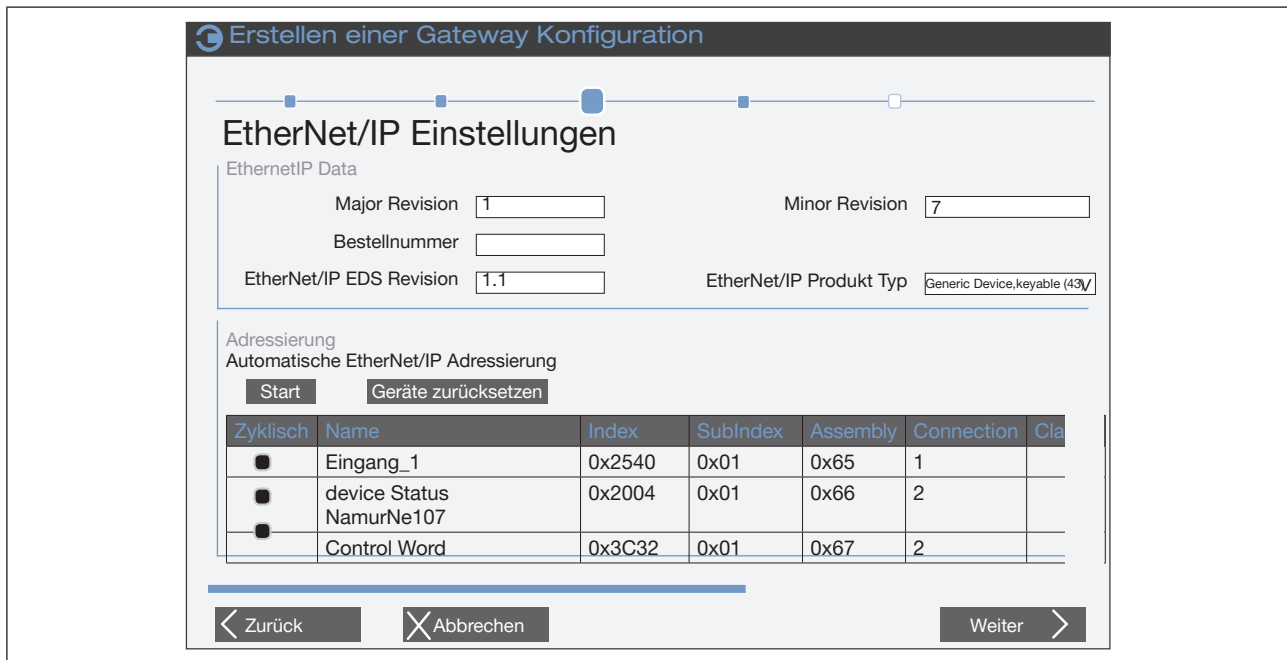 Erstellen einer Gateway Konfiguration
EtherNet/IP Einstellungen
EthernetIP Data
Major Revision 1 Minor Revision 7
Bestellnummer
EtherNet/IP EDS Revision 1.1 EtherNet/IP Produkt Typ Generic Device,keyable (43)
Adressierung
Automatische EtherNet/IP Adressierung
Start Geräte zurücksetzen
Zyklisch Name Index SubIndex Assembly Connection Cla
Eingang_1 0x2540 0x01 0x65 1
device Status 0x2004 0x01 0x66 2
NamurNe107
Control Word 0x3C32 0x01 0x67 2
Zurück Abbrechen Weiter